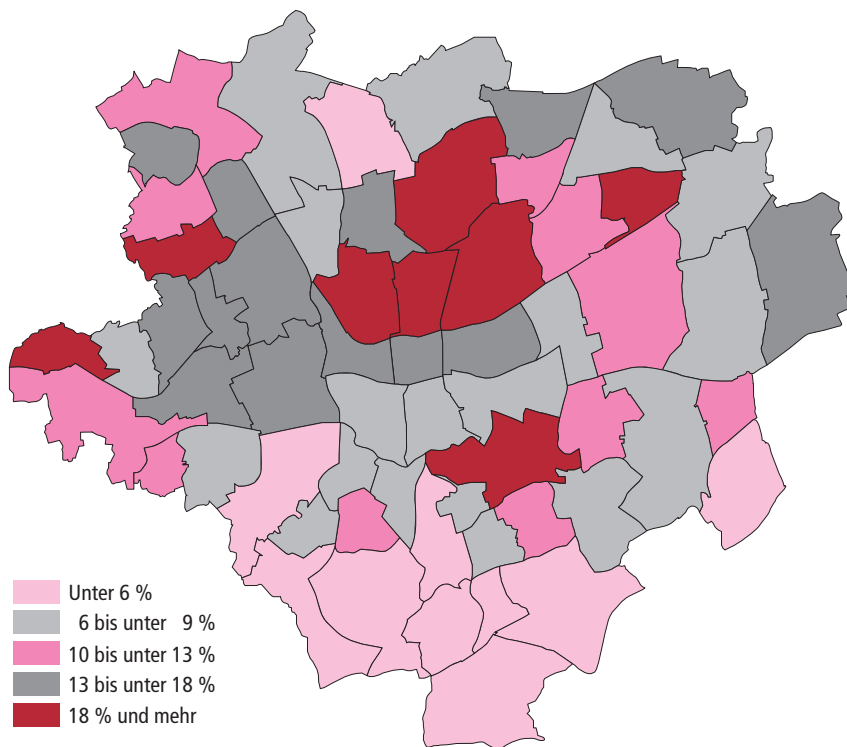 Unter 6 %
6 bis unter 9 %
10 bis unter 13 %
13 bis unter 18 %
18 % und mehr